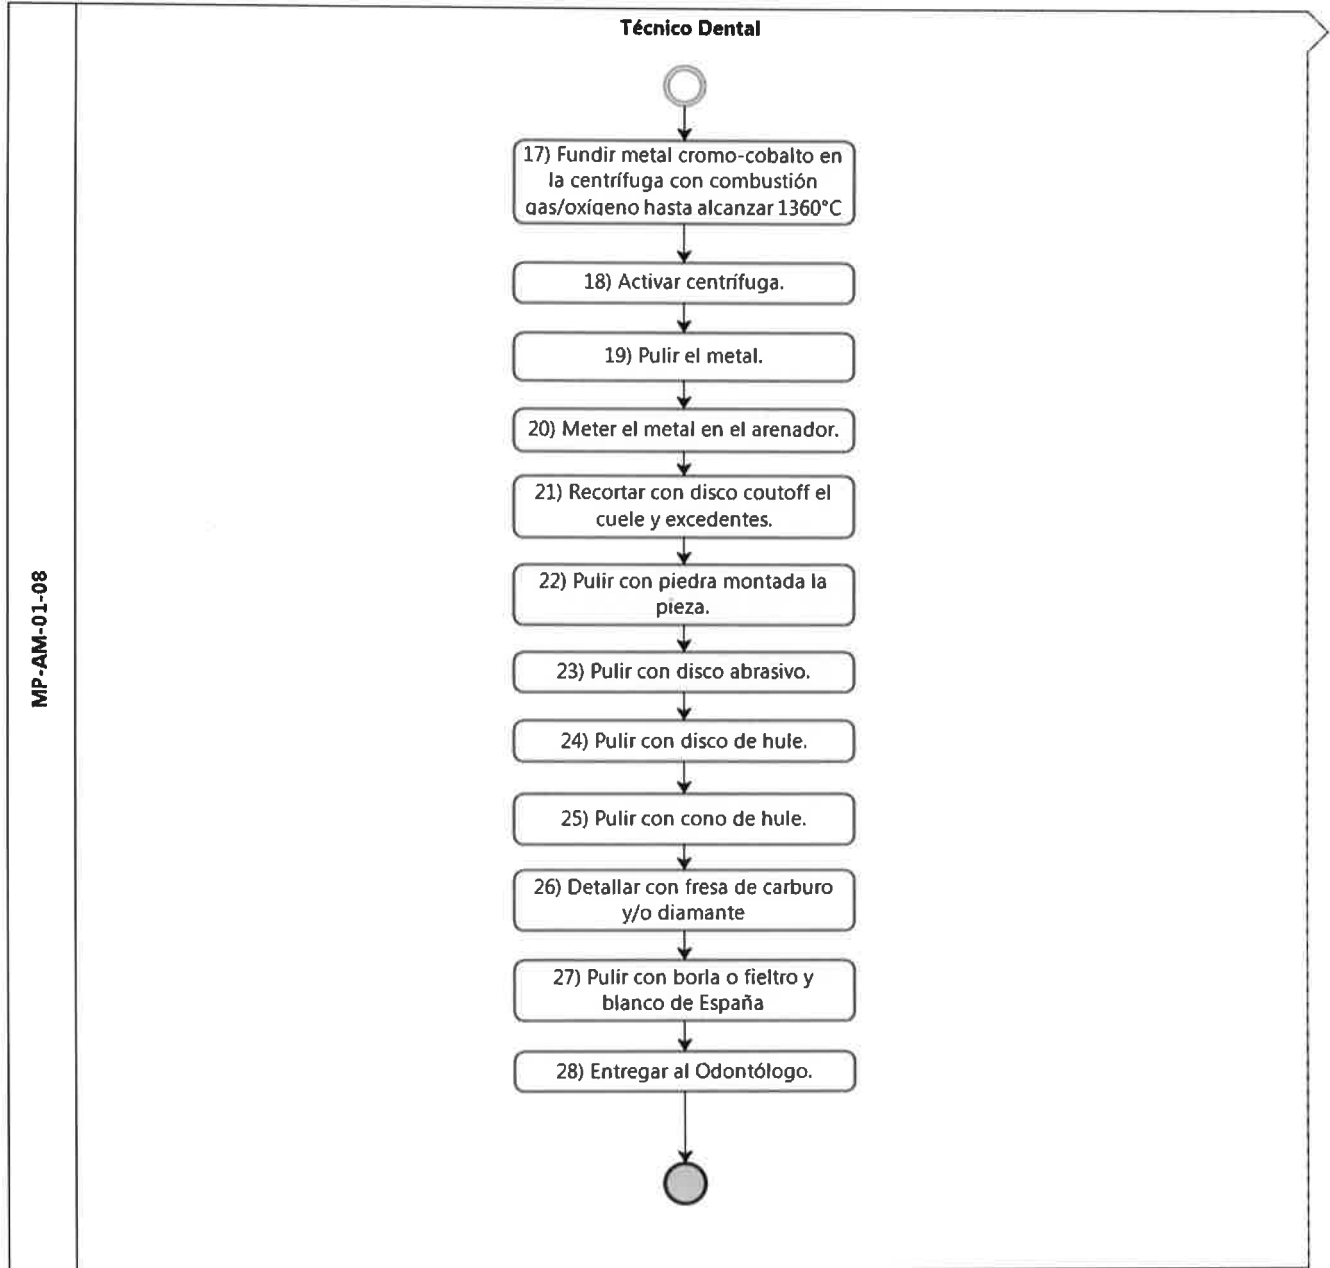 Técnico Dental
17) Fundir metal cromo-cobalto en
la centrífuga con combustión
gas/oxígeno hasta alcanzar 1360°C
18) Activar centrífuga.
19) Pulir el metal.
20) Meter el metal en el arenador.
21) Recortar con disco coutoff el
cuele y excedentes.
22) Pulir con piedra montada la
pieza.
23) Pulir con disco abrasivo.
24) Pulir con disco de hule.
25) Pulir con cono de hule.
26) Detallar con fresa de carburo
y/o diamante
27) Pulir con borla o fieltro y
blanco de España
28) Entregar al Odontólogo.
MP-AM-01-08